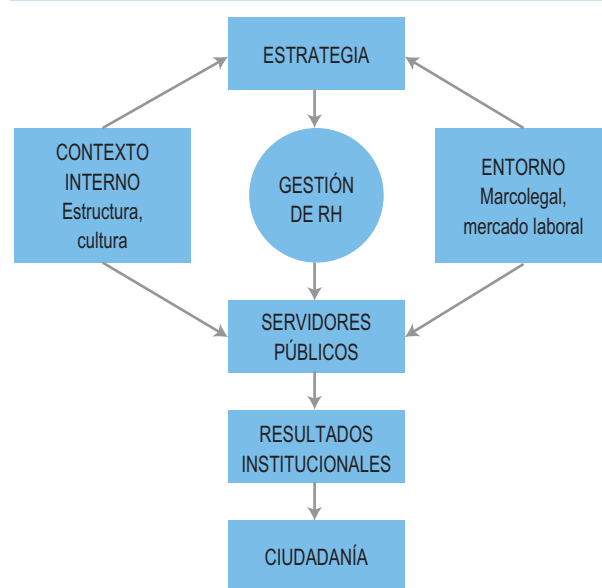 ESTRATEGIA
CONTEXTO
INTERNO
Estructura,
cultura
GESTIÓN
DE RH
ENTORNO
Marcolegal,
mercado laboral
SERVIDORES
PÚBLICOS
RESULTADOS
INSTITUCIONALES
CIUDADANÍA